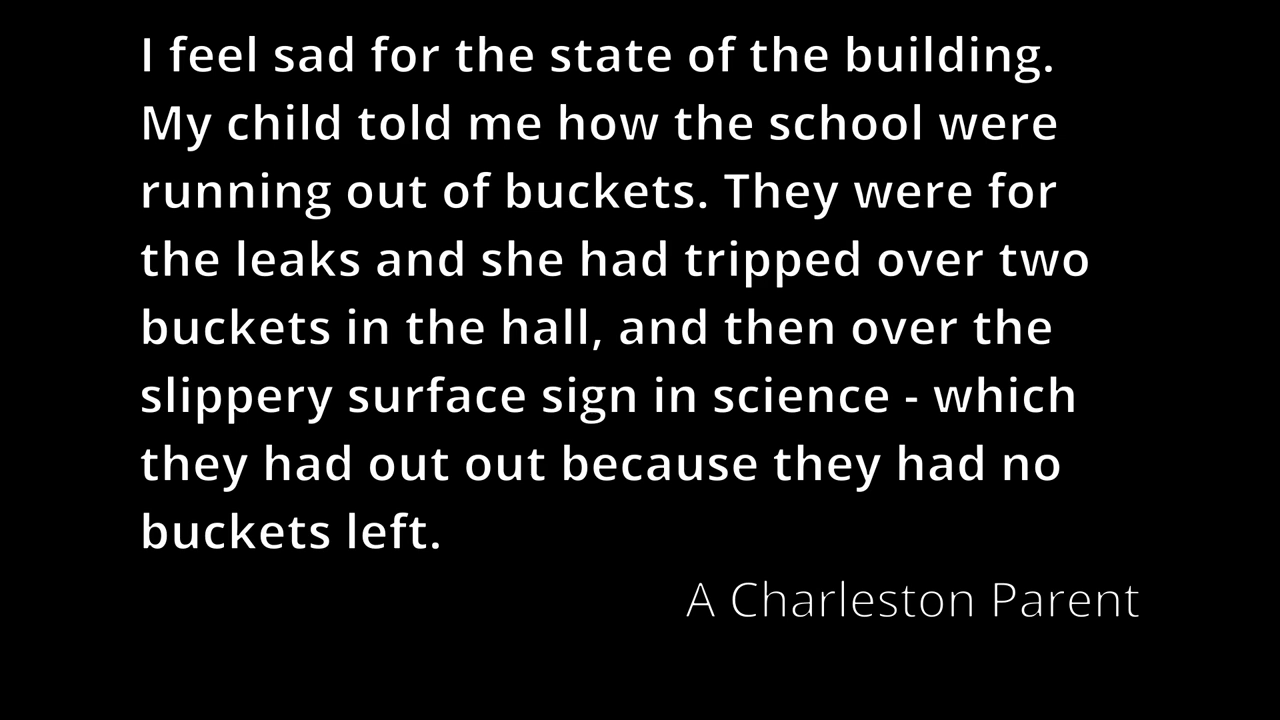 I feel sad for the state of the building.
My child told me how the school were
running out of buckets. They were for
the leaks and she had tripped over two
buckets in the hall, and then over the
slippery surface sign in science - which
they had out out because they had no
buckets left.
A Charleston Parent